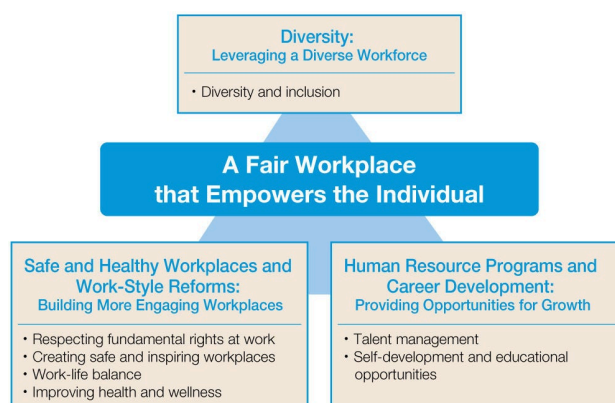 Diversity:
Leveraging a Diverse Workforce
• Diversity and inclusion
A Fair Workplace
that Empowers the Individual
Safe and Healthy Workplaces and
Work-Style Reforms:
Building More Engaging Workplaces
• Respecting fundamental rights at work
• Creating safe and inspiring workplaces
• Work-life balance
• Improving health and wellness
Human Resource Programs and
Career Development:
Providing Opportunities for Growth
• Talent management
• Self-development and educational
opportunities